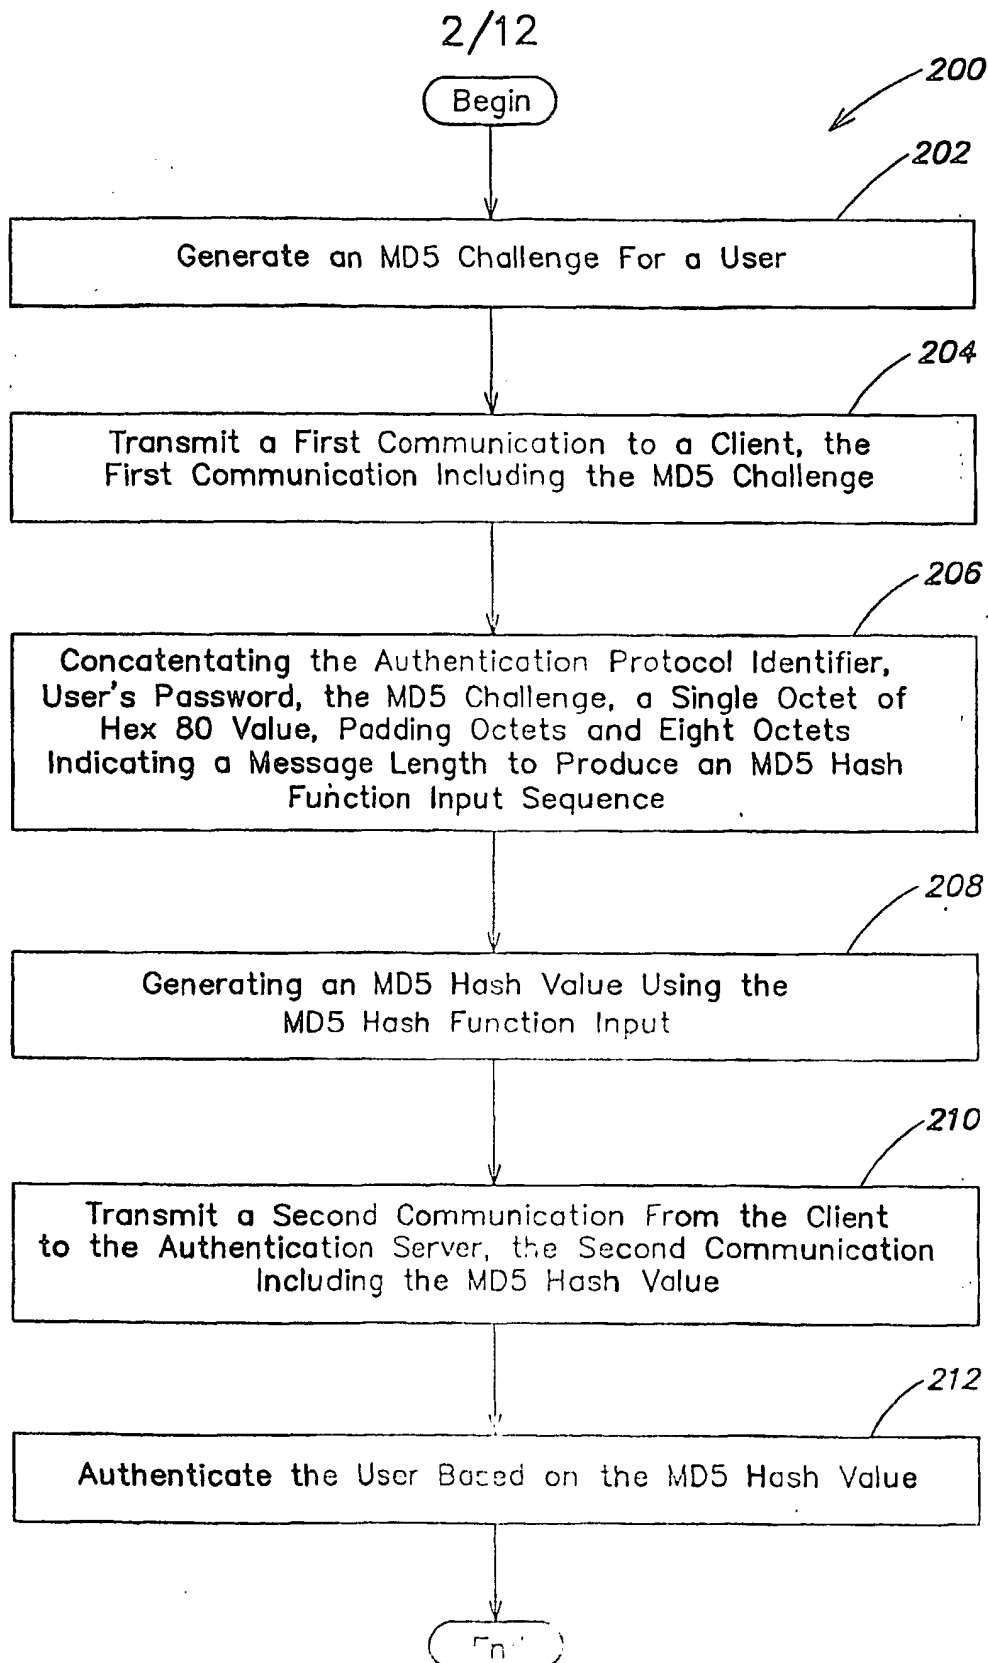 2/12
200
Begin
202
Generate an MD5 Challenge For a User
204
Transmit a First Communication to a Client, the
First Communication Including the MD5 Challenge
206
Concatentating the Authentication Protocol Identifier,
User's Password, the MD5 Challenge, a Single Octet of
Hex 80 Value, Padding Octets and Eight Octets
Indicating a Message Length to Produce an MD5 Hash
Function Input Sequence
208
Generating an MD5 Hash Value Using the
MD5 Hash Function Input
210
Transmit a Second Communication From the Client
to the Authentication Server, the Second Communication
Including the MD5 Hash Value
212
Authenticate the User Based on the MD5 Hash Value